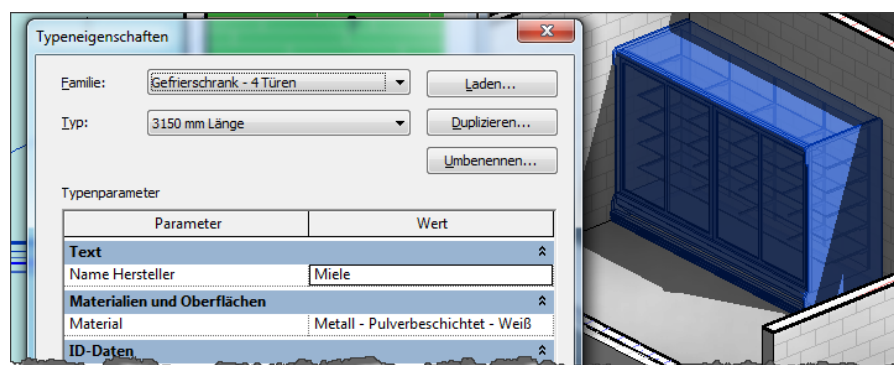 Typeneigenschaften
Familie: Gefrierschrank - 4 Türen Laden...
Typ: 3150 mm Länge Duplizieren...
Umbenennen...
Typenparameter
Parameter Wert
Text
Name Hersteller Miele
Materialien und Oberflächen
Material Metall - Pulverbeschichtet - Weiß
ID-Daten